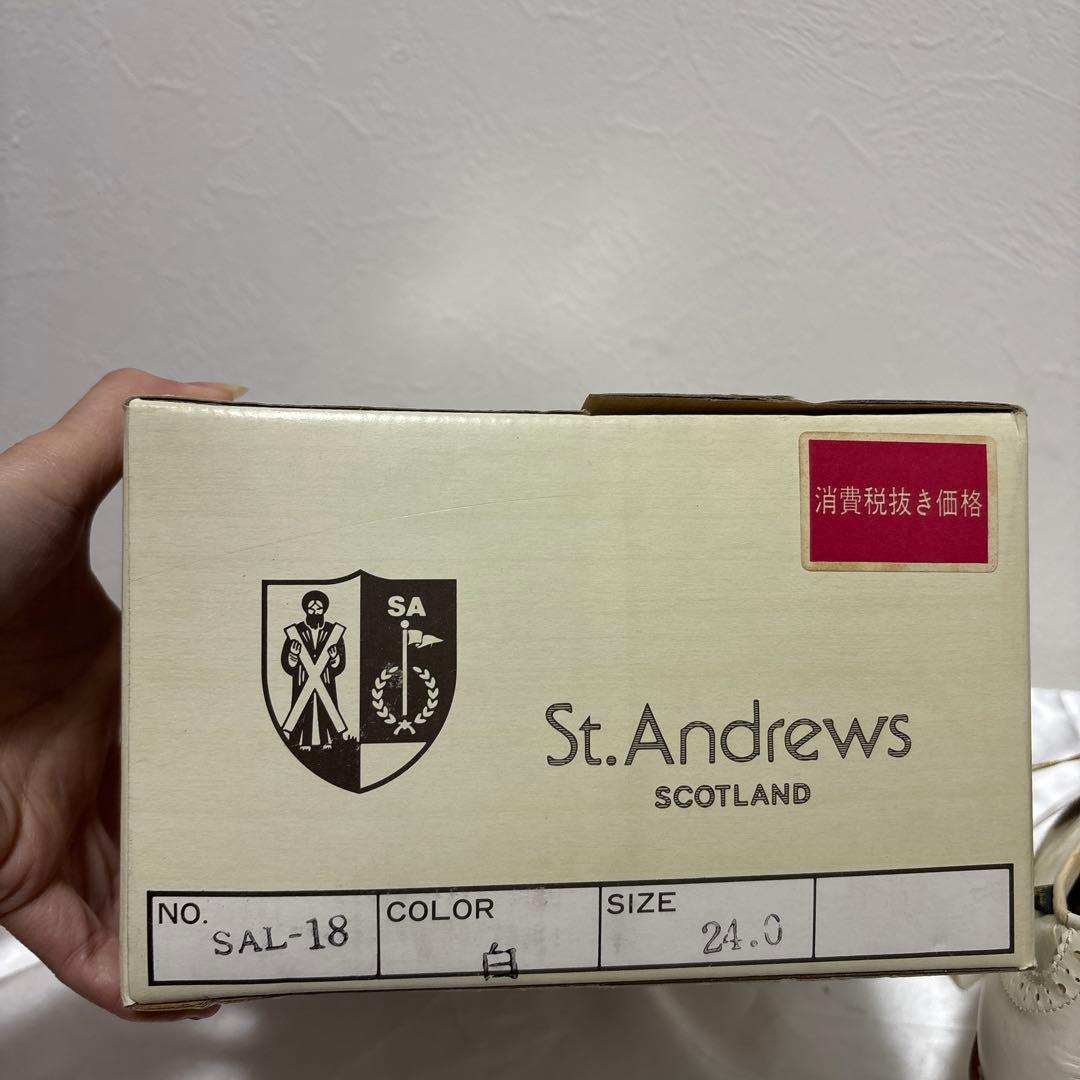 消費税抜き価格
SA
St. Andrews
SCOTLAND
NO. SAL-18 COLOR 白 SIZE 24.0